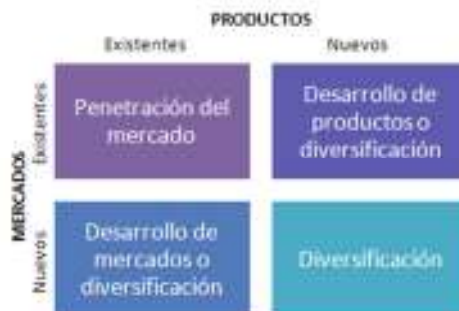 PRODUCTOS
Existentes
Nuevos
MERCADOS
Existentes
Penetración del
mercado
Desarrollo de
productos o
diversificación
Nuevos
Desarrollo de
mercados o
diversificación
Diversificación